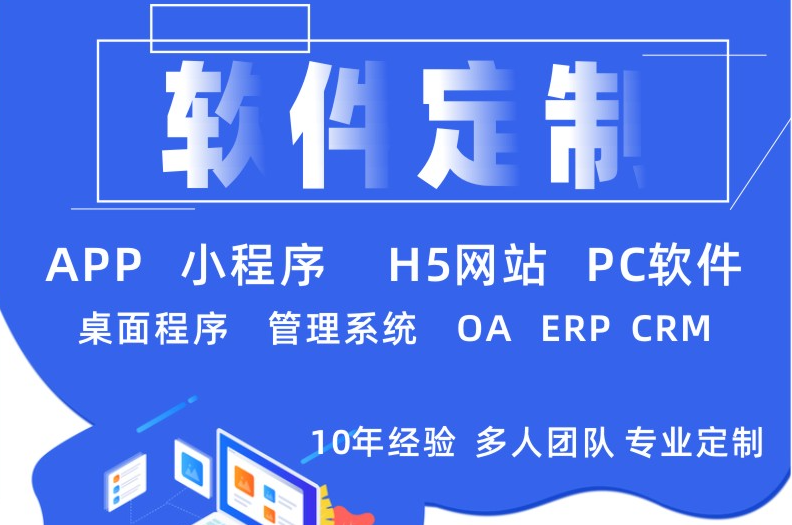 软件定制
APP 小程序 H5网站 PC软件
桌面程序 管理系统 OA ERP CRM
10年经验 多人团队 专业定制